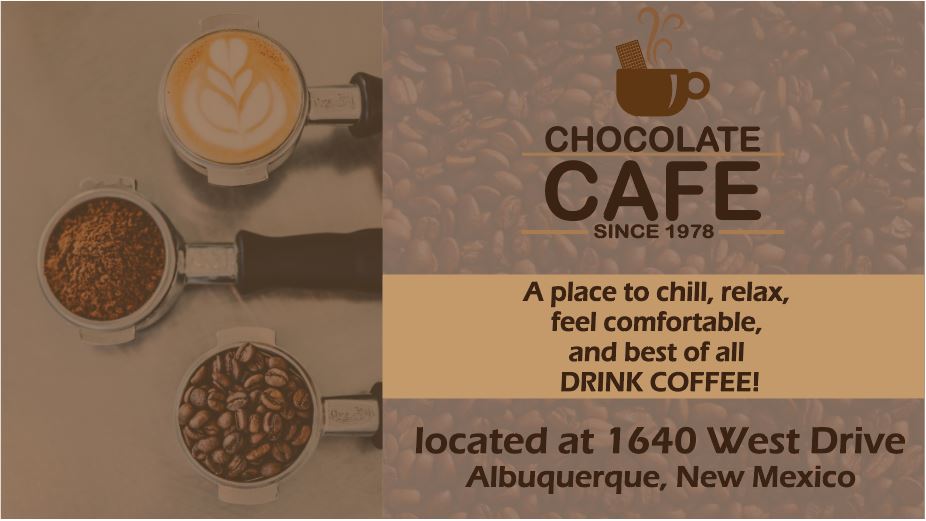 CHOCOLATE
CAFE
SINCE 1978
A place to chill, relax,
feel comfortable,
and best of all
DRINK COFFEE!
located at 1640 West Drive
Albuquerque, New Mexico